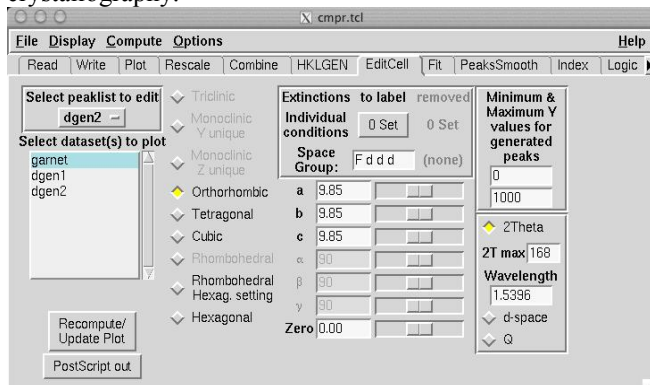 crystallography.
cmpr.tcl
File Display Compute Options Help
Read Write Plot Rescale Combine HKLGEN EditCell Fit PeaksSmooth Index Logic
Select peaklist to edit
dgen2
Select dataset(s) to plot
garnet
dgen1
dgen2
Recompute/
Update Plot
PostScript out
Triclinic
Monoclinic
Y unique
Monoclinic
Z unique
Orthorhombic
Tetragonal
Cubic
Rhombohedral
Rhombohedral
Hexag. setting
Hexagonal
Extinctions to label removed
Individual
conditions 0 Set 0 Set
Space
Group: F d d d (none)
a 9.85
b 9.85
c 9.85
α 90
β 90
γ 90
Zero 0.00
Minimum &
Maximum Y
values for
generated
peaks
0
1000
2Theta
2T max 168
Wavelength
1.5396
d-space
Q